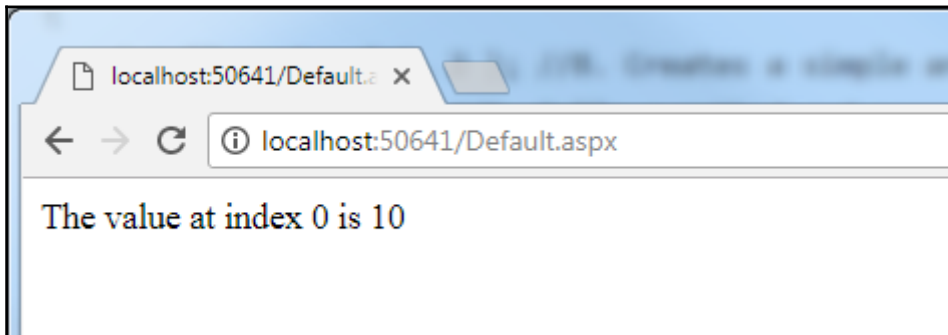 localhost:50641/Default.a
localhost:50641/Default.aspx
The value at index 0 is 10